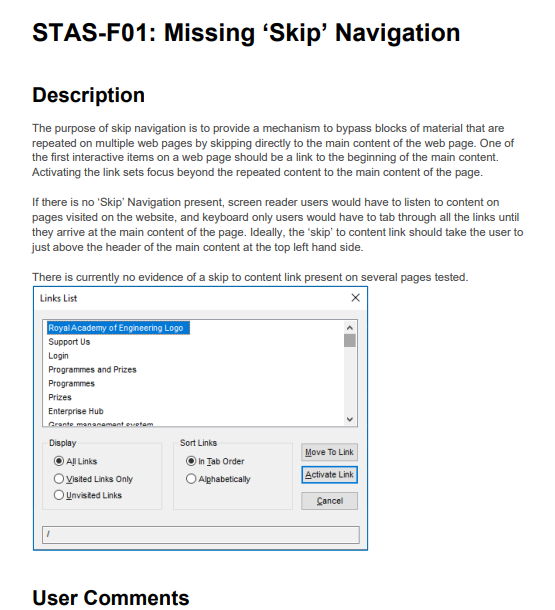 STAS-F01: Missing ‘Skip’ Navigation
Description
The purpose of skip navigation is to provide a mechanism to bypass blocks of material that are
repeated on multiple web pages by skipping directly to the main content of the web page. One of
the first interactive items on a web page should be a link to the beginning of the main content.
Activating the link sets focus beyond the repeated content to the main content of the page.
If there is no ‘Skip’ Navigation present, screen reader users would have to listen to content on
pages visited on the website, and keyboard only users would have to tab through all the links until
they arrive at the main content of the page. Ideally, the ‘skip’ to content link should take the user to
just above the header of the main content at the top left hand side.
There is currently no evidence of a skip to content link present on several pages tested.
Links List
Royal Academy of Engineering Logo
Support Us
Login
Programmes and Prizes
Programmes
Prizes
Enterprise Hub
Grants management system
Display
All Links
Visited Links Only
Unvisited Links
Sort Links
In Tab Order
Alphabetically
Move To Link
Activate Link
Cancel
/
User Comments